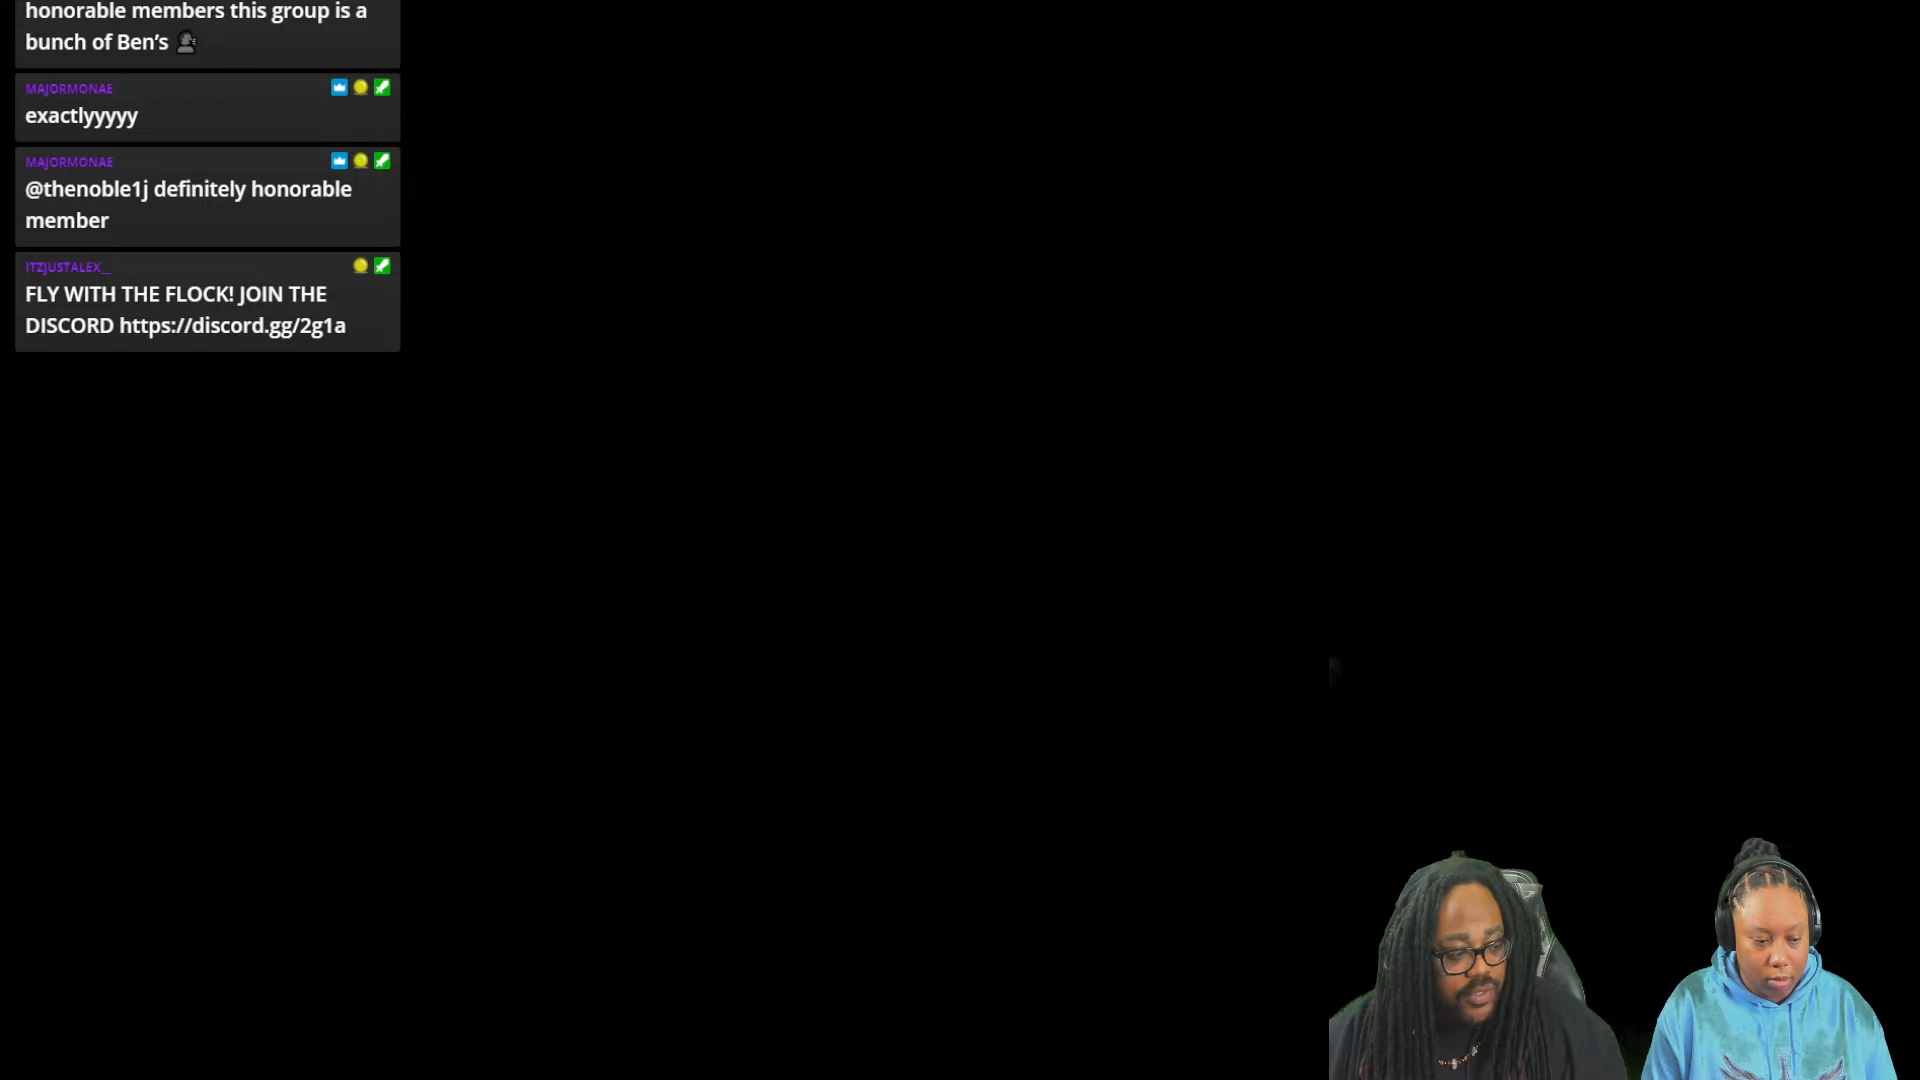 honorable members this group is a
bunch of Ben’s
MAJORMONAE
exactlyyyyy
MAJORMONAE
@thenoble1j definitely honorable
member
ITZJUSTALEX__
FLY WITH THE FLOCK! JOIN THE
DISCORD https://discord.gg/2g1a